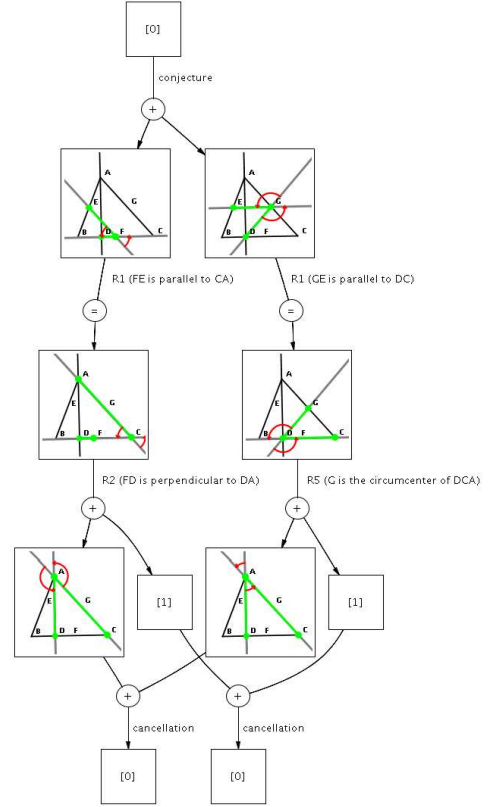 [0]
conjecture
+
A
E
G
B
D
F
C
A
E
G
B
D
F
C
R1 (FE is parallel to CA)
R1 (GE is parallel to DC)
=
=
A
E
G
B
D
F
C
A
E
G
B
D
F
C
R2 (FD is perpendicular to DA)
R5 (G is the circumcenter of DCA)
+
+
A
E
G
B
D
F
C
[1]
A
E
G
B
D
F
C
[1]
+
+
cancellation
cancellation
[0]
[0]